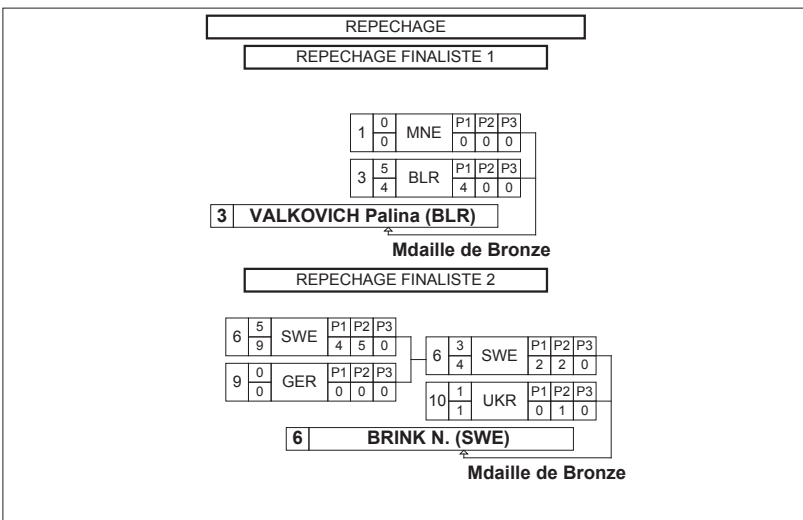 REPECHAGE
REPECHAGE FINALISTE 1
1 0 0 MNE P1 P2 P3
0 0 0
3 5 4 BLR P1 P2 P3
4 0 0
3 VALKOVICH Palina (BLR)
Mdaille de Bronze
REPECHAGE FINALISTE 2
6 5 9 SWE P1 P2 P3
4 5 0
9 0 0 GER P1 P2 P3
0 0 0
6 3 4 SWE P1 P2 P3
2 2 0
10 1 1 UKR P1 P2 P3
0 1 0
6 BRINK N. (SWE)
Mdaille de Bronze